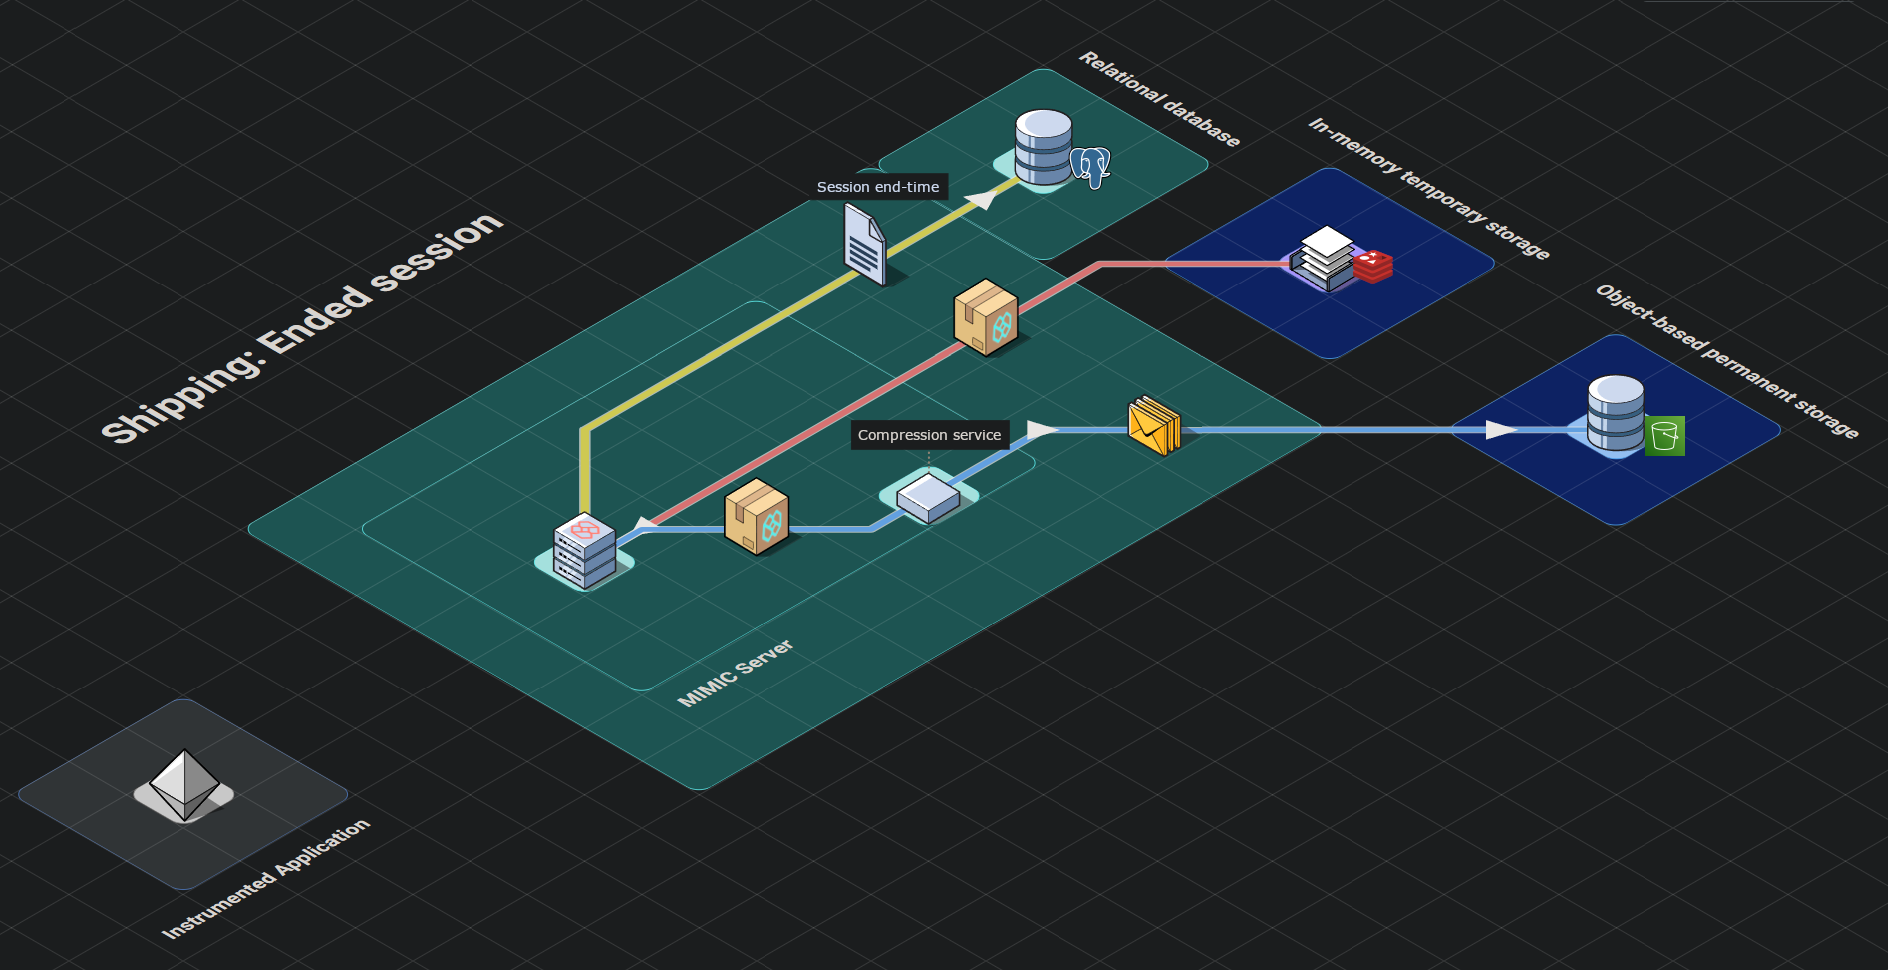 Shipping: Ended session
Relational database
In-memory temporary storage
Object-based permanent storage
Session end-time
Compression service
MIMIC Server
Instrumented Application